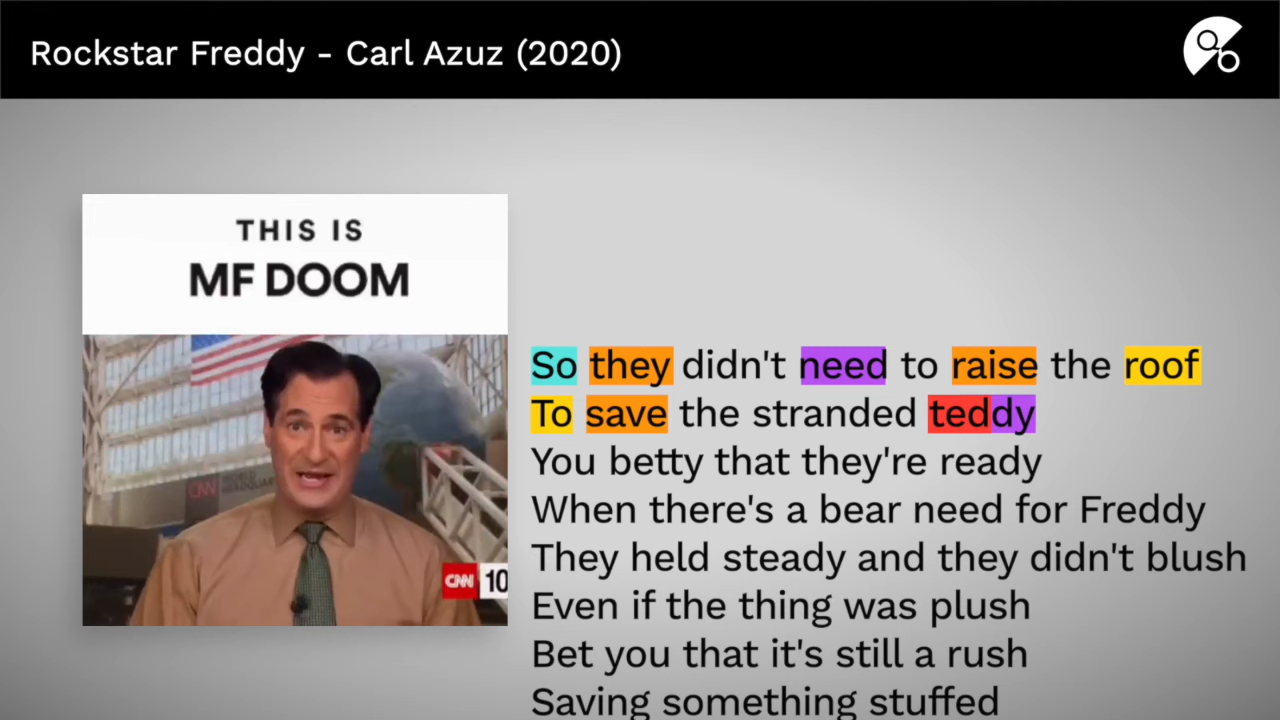 Rockstar Freddy - Carl Azuz (2020)
THIS IS
MF DOOM
CNN WORLD
HEADQUAR
CNN 10
So they didn't need to raise the roof
To save the stranded teddy
You betty that they're ready
When there's a bear need for Freddy
They held steady and they didn't blush
Even if the thing was plush
Bet you that it's still a rush
Saving something stuffed